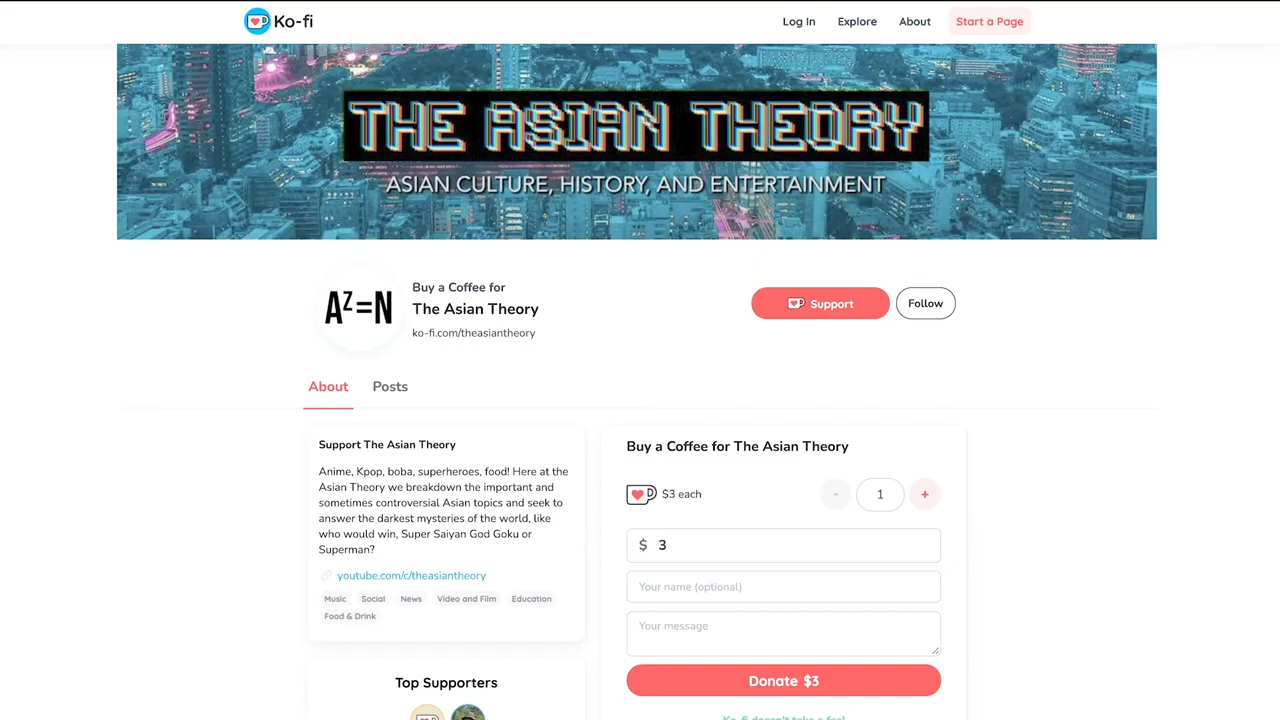 Ko-fi
Log In
Explore
About
Start a Page
THE ASIAN THEORY
ASIAN CULTURE, HISTORY, AND ENTERTAINMENT
AZ=N
Buy a Coffee for
The Asian Theory
ko-fi.com/theasiantheory
Support
Follow
About
Posts
Support The Asian Theory
Anime, Kpop, boba, superheroes, food! Here at the
Asian Theory we breakdown the important and
sometimes controversial Asian topics and seek to
answer the darkest mysteries of the world, like
who would win, Super Saiyan God Goku or
Superman?
youtube.com/c/theasiantheory
Music Social News Video and Film Education
Food & Drink
Top Supporters
Buy a Coffee for The Asian Theory
$3 each
- 1 +
$ 3
Your name (optional)
Your message
Donate $3
Ko-fi doesn't take a fee!